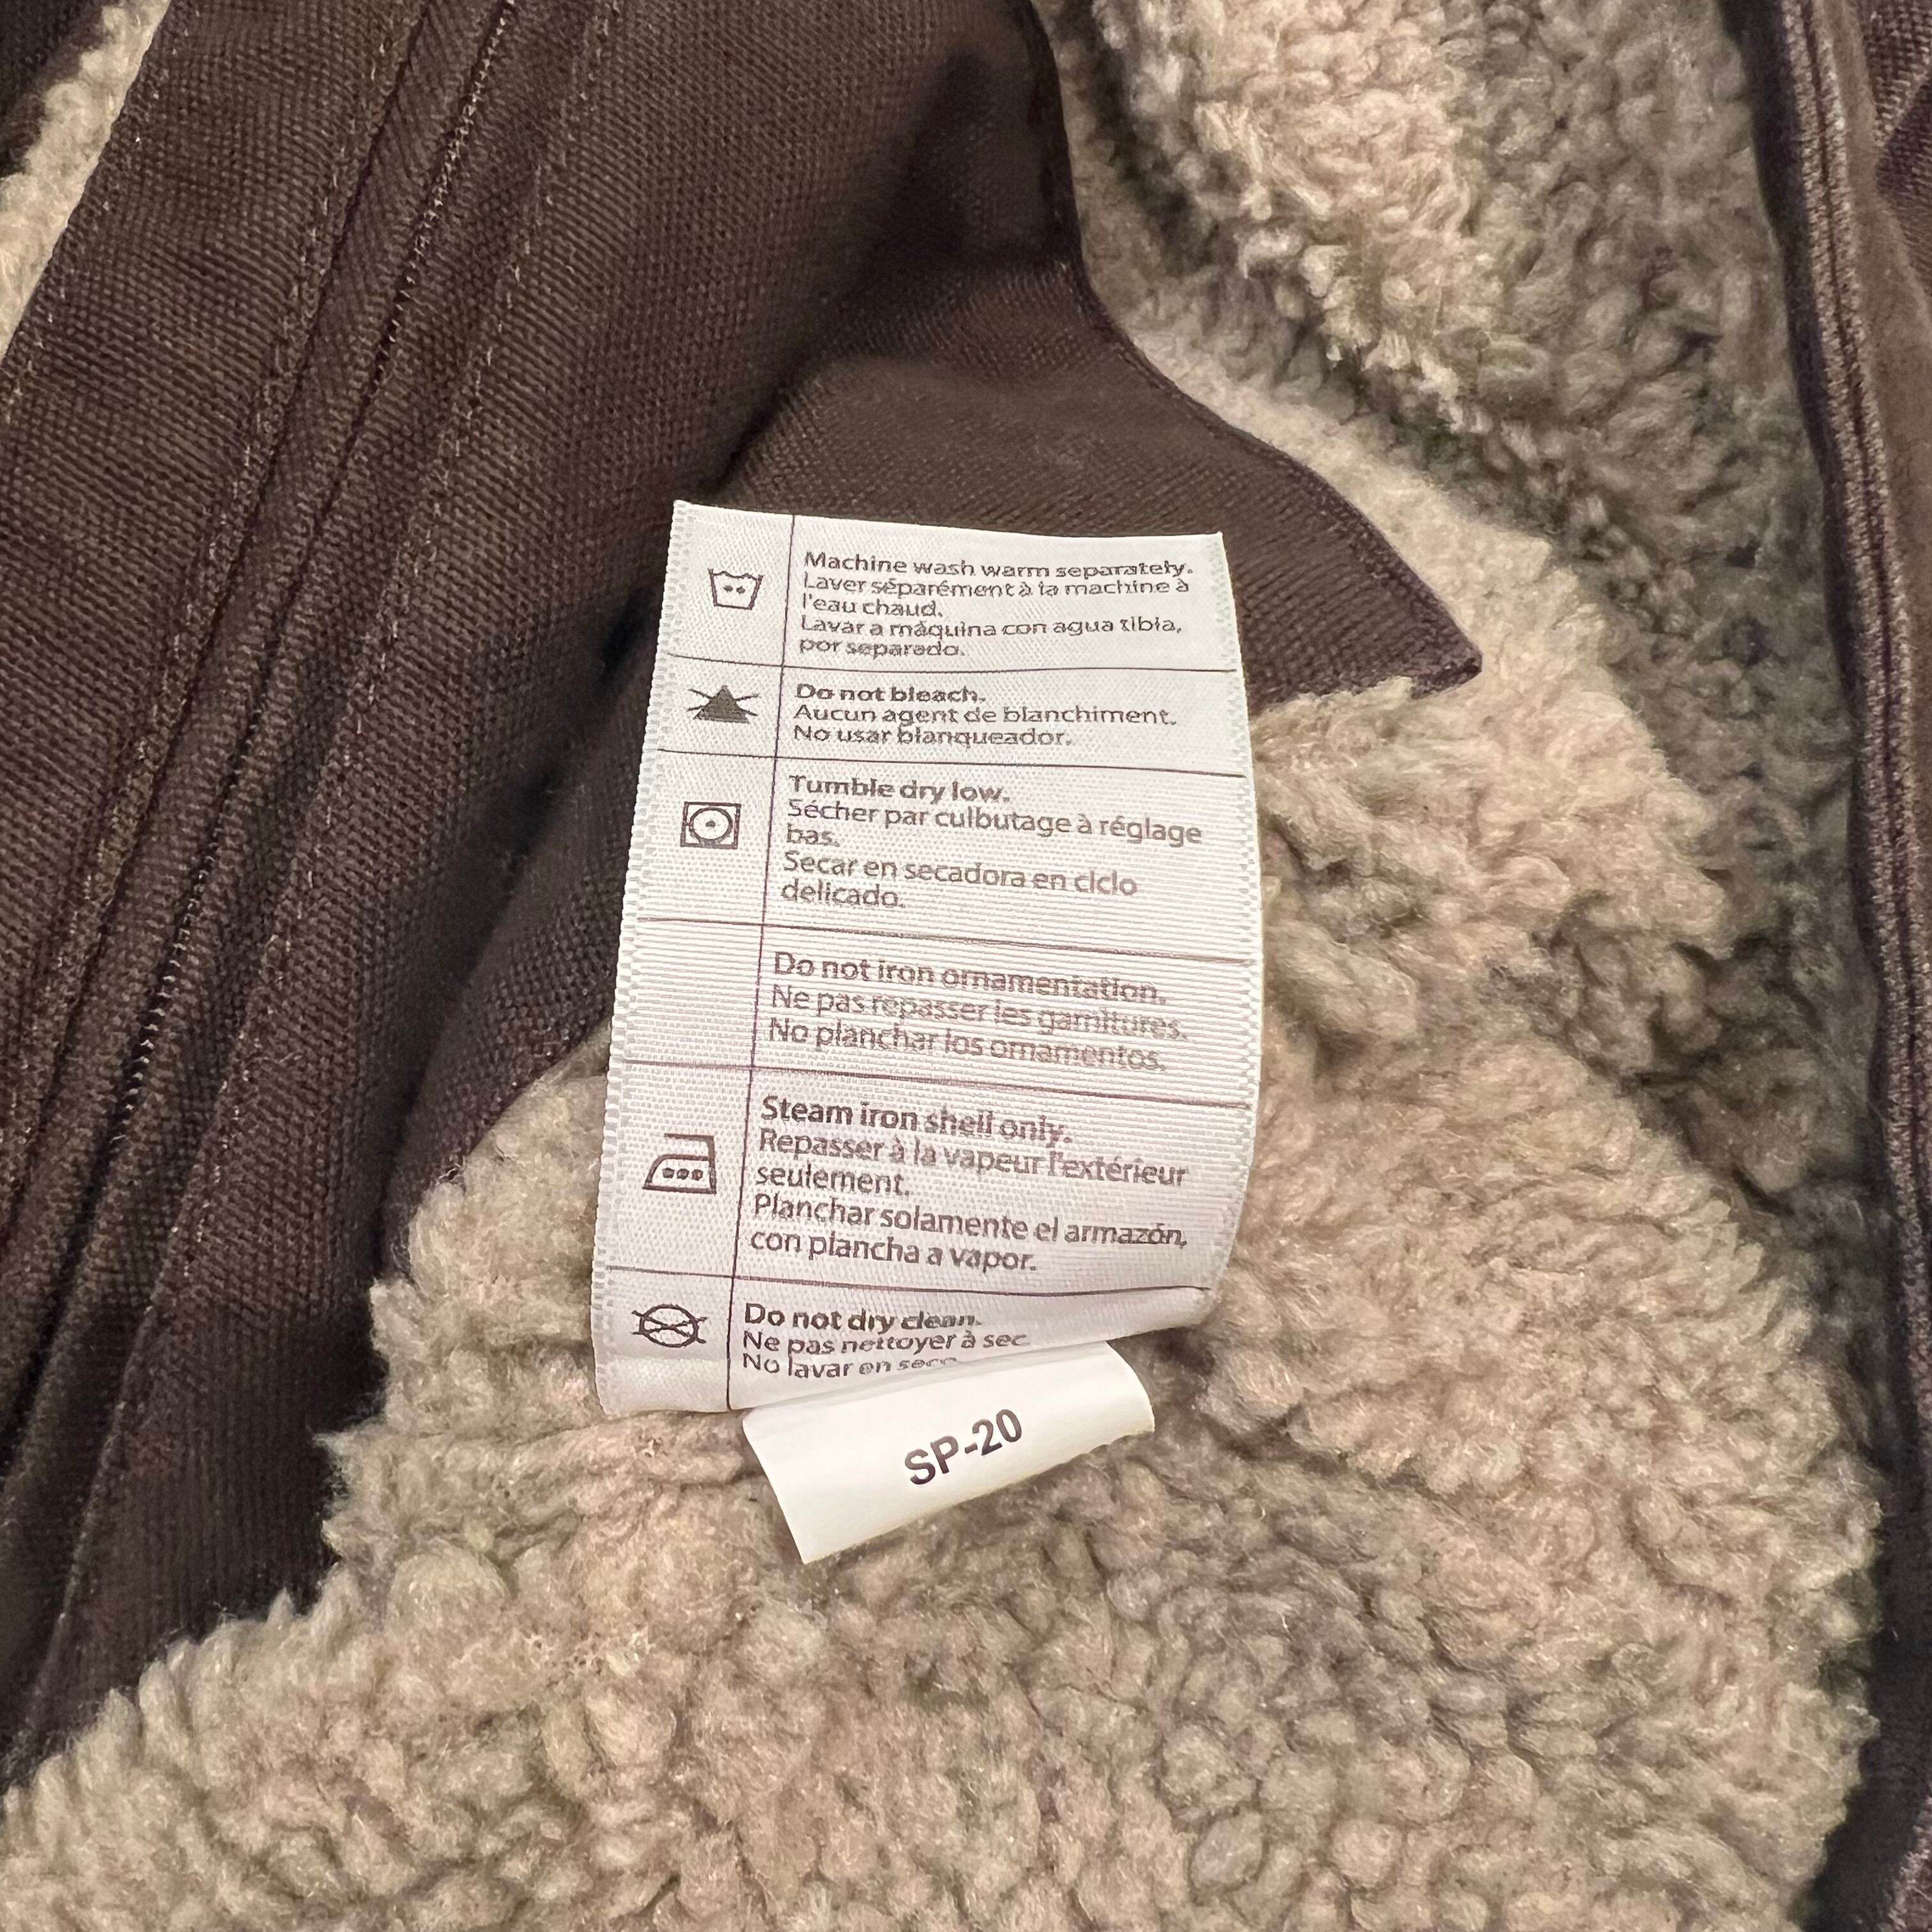 Machine wash warm separately.
Laver séparément à la machine à
l'eau chaud.
Lavar a máquina con agua tibia,
por separado.
Do not bleach.
Aucun agent de blanchiment.
No usar blanqueador.
Tumble dry low.
Sécher par culbutage à réglage
bas.
Secar en secadora en ciclo
delicado.
Do not iron ornamentation.
Ne pas repasser les garnitures.
No planchar los ornamentos.
Steam iron shell only.
Repasser à la vapeur l'extérieur
seulement.
Planchar solamente el armazón,
con plancha a vapor.
Do not dry clean.
Ne pas nettoyer à sec
No lavar en seco
SP-20